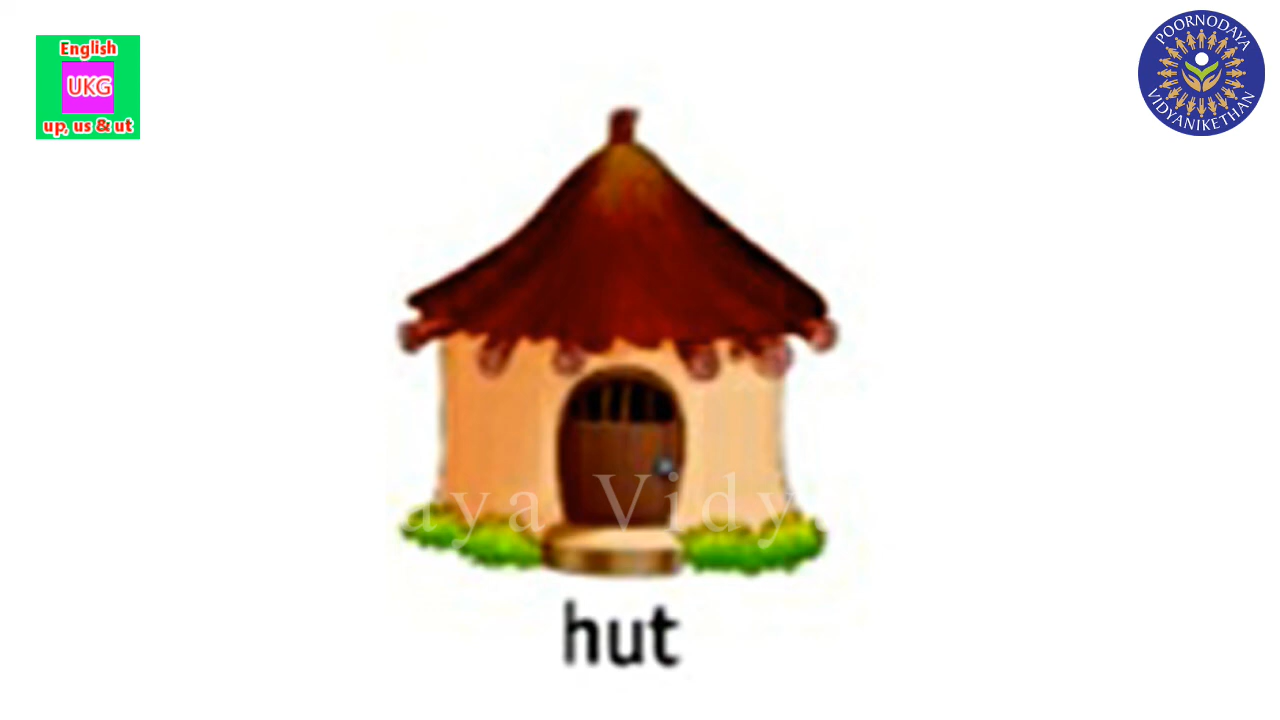 English
UKG
up, us & ut
POORNODAYA
VIDYANIKETHAN
hut